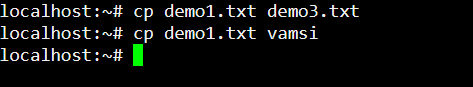 localhost:~# cp demo1.txt demo3.txt
localhost:~# cp demo1.txt vamsi
localhost:~#